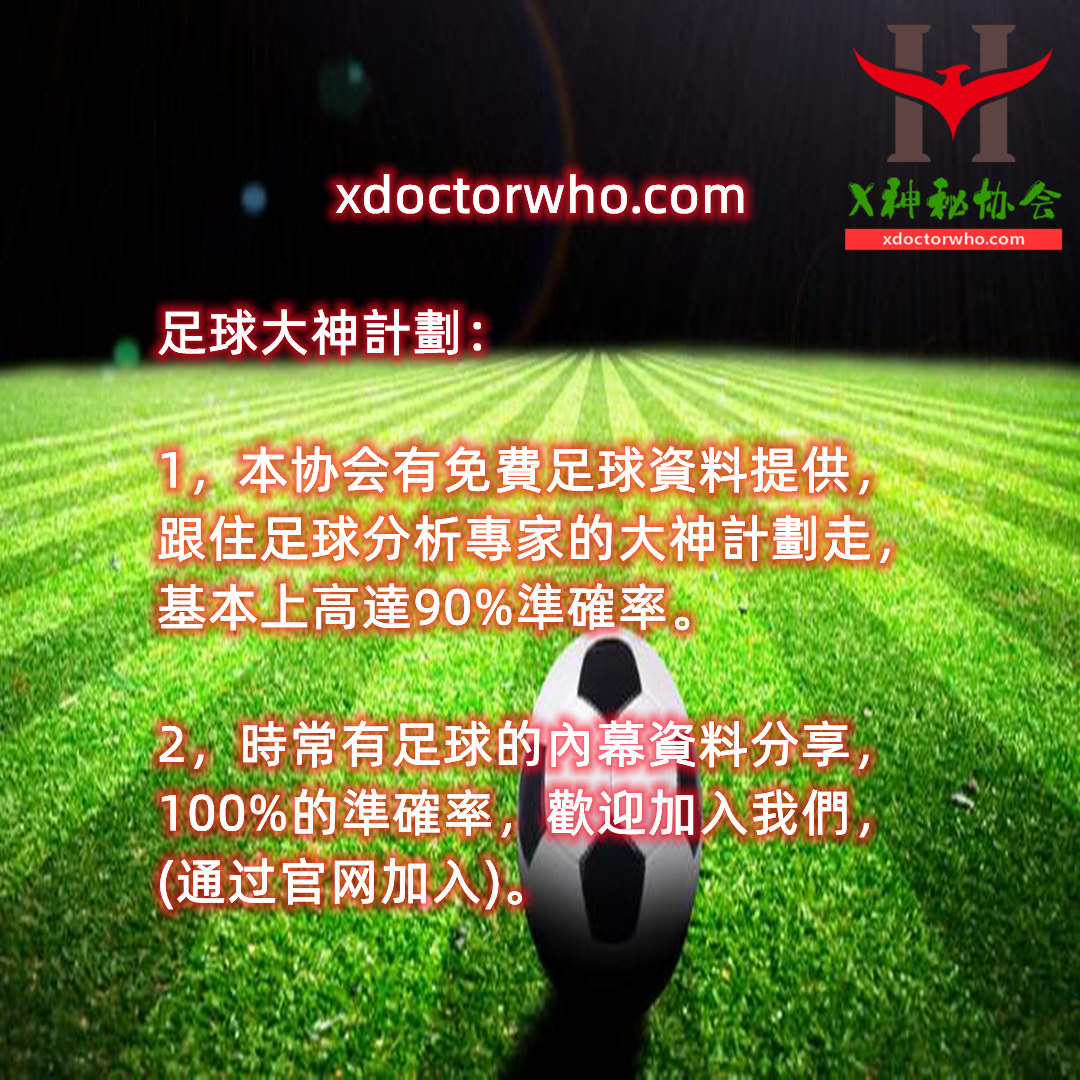 xdoctorwho.com
H
X神秘协会
xdoctorwho.com
足球大神計劃：
1，本协会有免費足球資料提供，
跟住足球分析專家的大神計劃走，
基本上高達90%準確率。
2，時常有足球的內幕資料分享，
100%的準確率，歡迎加入我們，
(通过官网加入)。